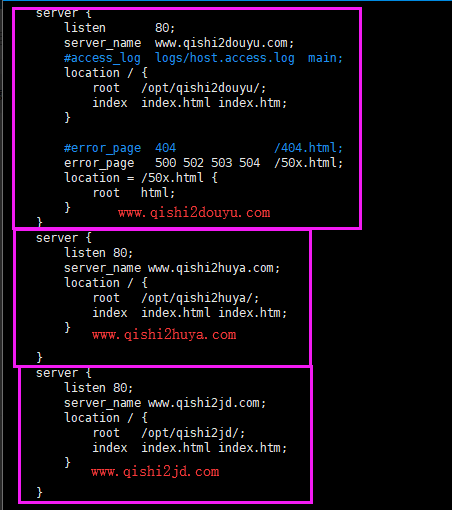 server {
listen 80;
server_name www.qishi2douyu.com;
#access_log logs/host.access.log main;
location / {
root /opt/qishi2douyu/;
index index.html index.htm;
}
#error_page 404 /404.html;
error_page 500 502 503 504 /50x.html;
location = /50x.html {
root html;
}
www.qishi2douyu.com
}
server {
listen 80;
server_name www.qishi2huya.com;
location / {
root /opt/qishi2huya/;
index index.html index.htm;
}
www.qishi2huya.com
}
server {
listen 80;
server_name www.qishi2jd.com;
location / {
root /opt/qishi2jd/;
index index.html index.htm;
}
www.qishi2jd.com
}